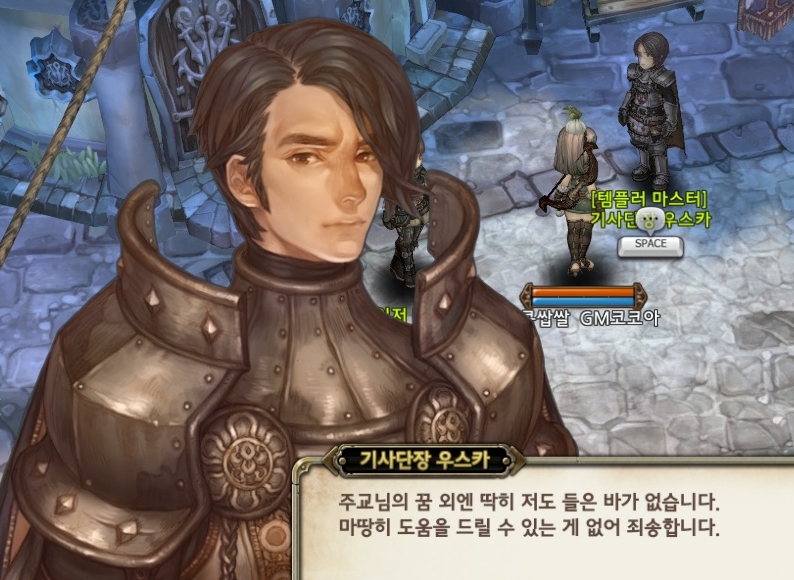 [템플러 마스터]
SPACE
GM코코아
기사단장 우스카
주교님의 꿈 외엔 딱히 저도 들은 바가 없습니다.
마땅히 도움을 드릴 수 있는 게 없어 죄송합니다.